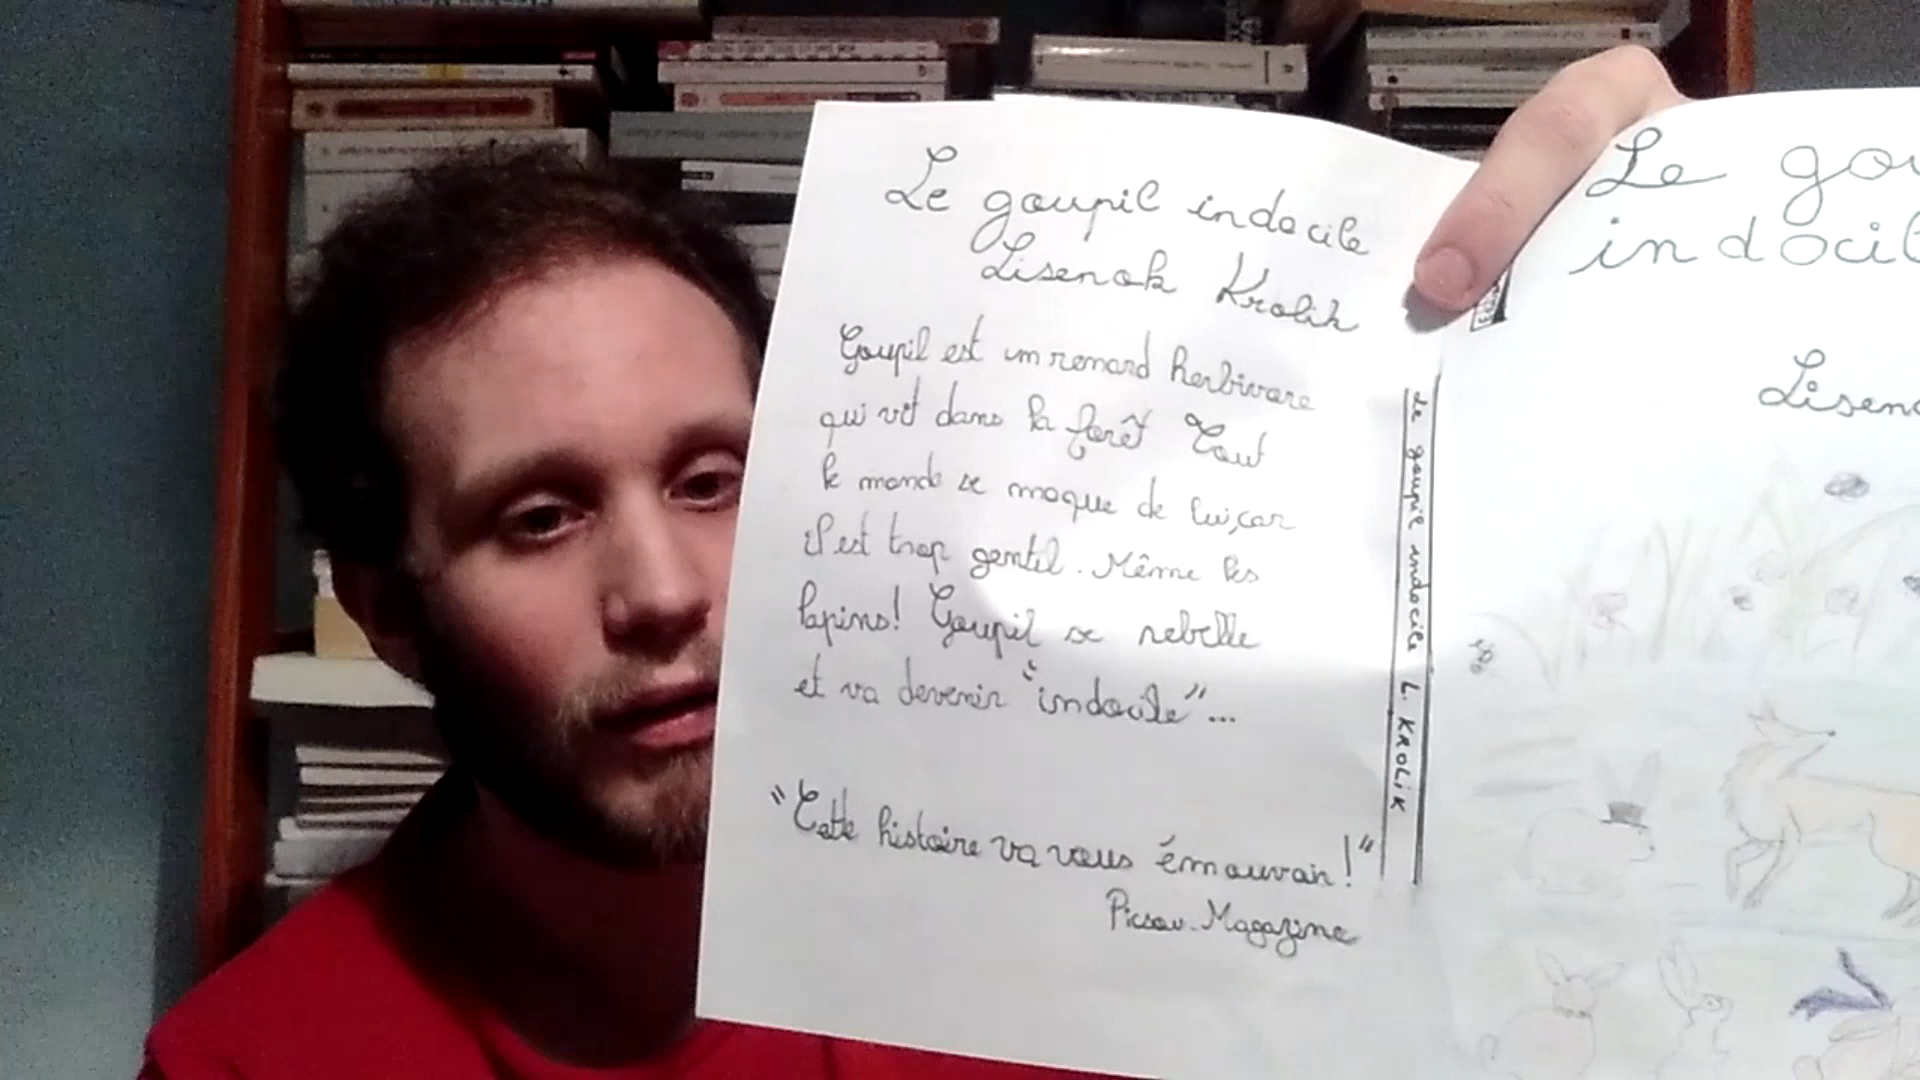 Le goupil indocile
Lisenok Krolik
Goupil est un renard herbivore
qui vit dans la forêt Tout
le monde se moque de lui, car
il est trop gentil. Même les
lapins! Goupil se rebelle
et va devenir "indocile"...
"Cette histoire va vous émouvoir!"
Picsou-Magazine
Le goupil indocile L. KROLIK
Le gou
indocil
Liseno